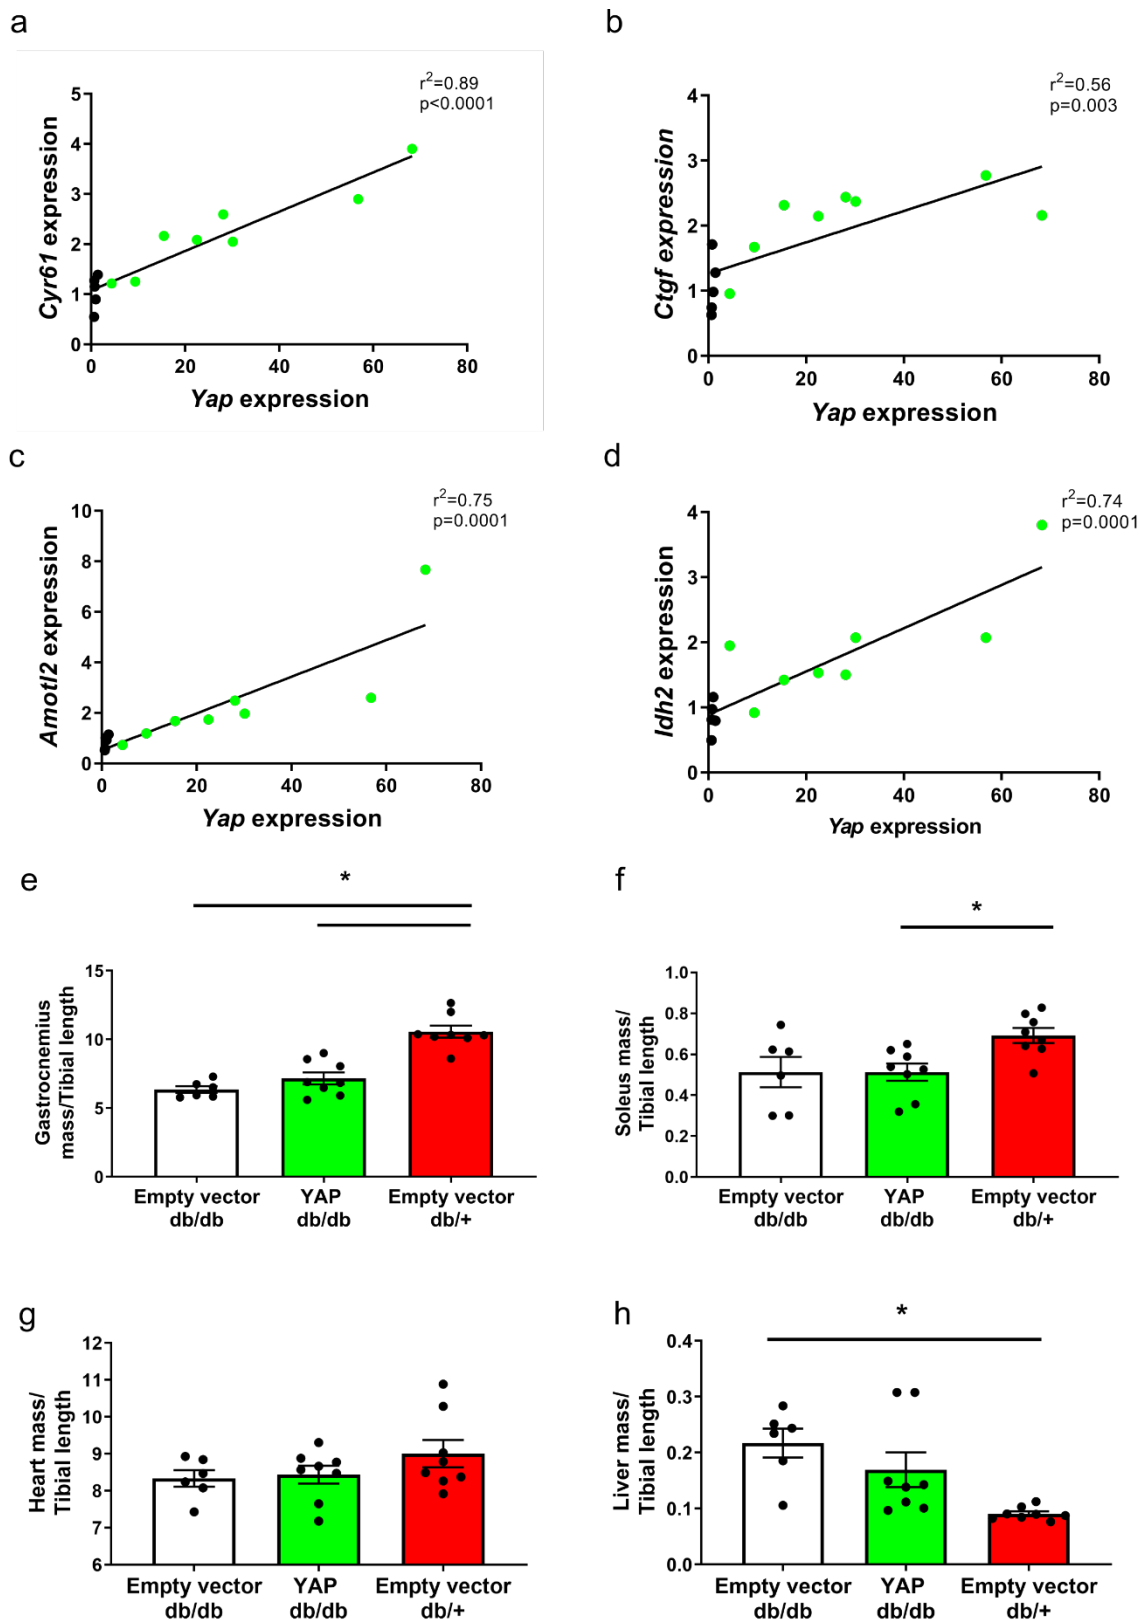 a
r²=0.89
p<0.0001
5
4
3
2
1
0
Cyr61 expression
0 20 40 60 80
Yap expression
b
r²=0.56
p=0.003
4
3
2
1
0
Ctgf expression
0 20 40 60 80
Yap expression
c
r²=0.75
p=0.0001
10
8
6
4
2
0
Amotl2 expression
0 20 40 60 80
Yap expression
d
r²=0.74
p=0.0001
4
3
2
1
0
Idh2 expression
0 20 40 60 80
Yap expression
e
*
15
10
5
0
Gastrocnemius
mass/Tibial length
Empty vector YAP Empty vector
db/db db/db db/+
f
*
1.0
0.8
0.6
0.4
0.2
0.0
Soleus mass/
Tibial length
Empty vector YAP Empty vector
db/db db/db db/+
g
12
11
10
9
8
7
6
Heart mass/
Tibial length
Empty vector YAP Empty vector
db/db db/db db/+
h
*
0.4
0.3
0.2
0.1
0.0
Liver mass/
Tibial length
Empty vector YAP Empty vector
db/db db/db db/+